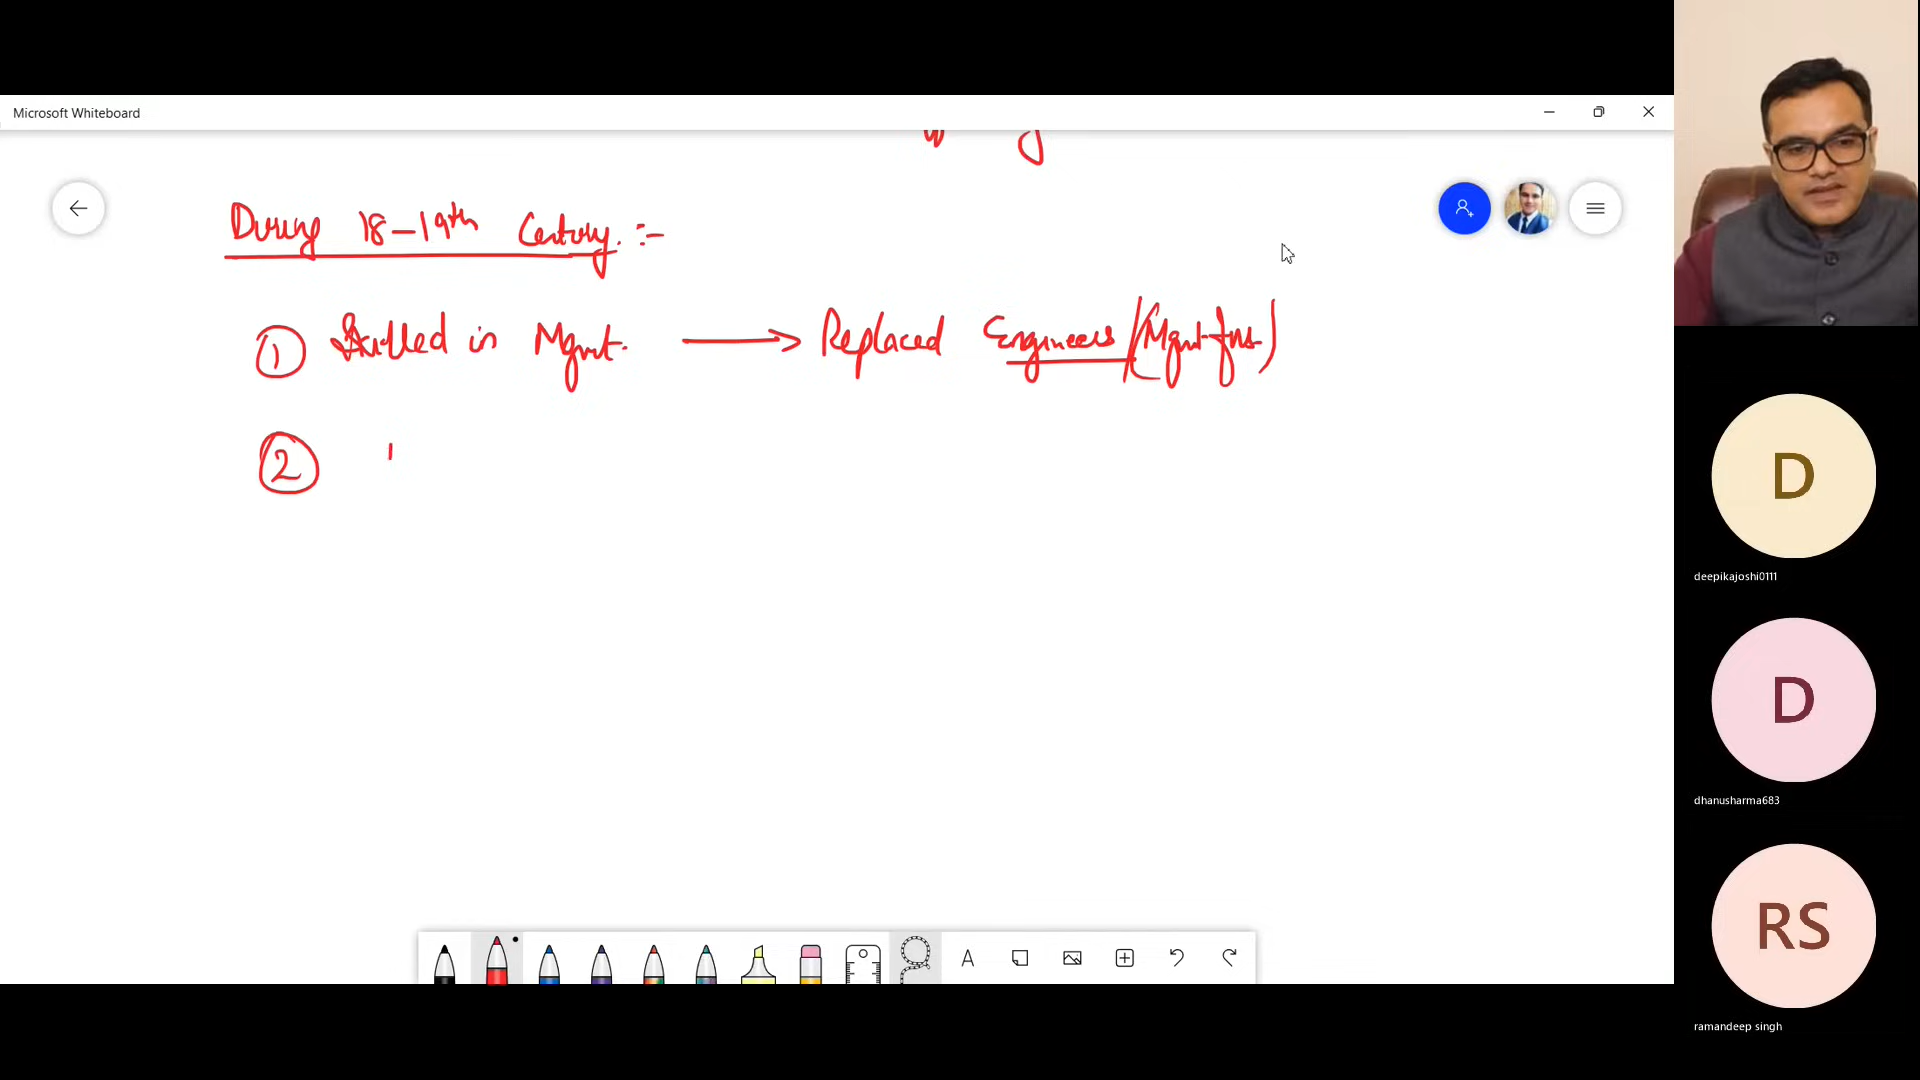 Microsoft Whiteboard
During 18-19th Century :-
1 Skilled in Mgmt. → Replaced Engineers/(Mgmt fns.)
2
A
D
deepikajoshi0111
D
dhanusharma683
RS
ramandeep singh